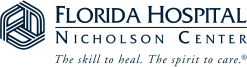 FLORIDA HOSPITAL
NICHOLSON CENTER
The skill to heal. The spirit to care.®